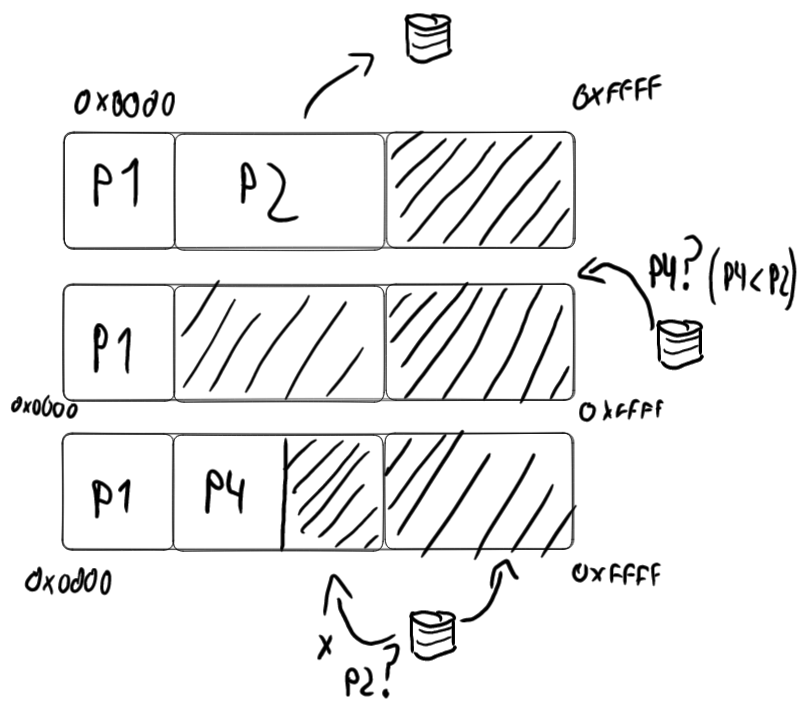 0x0000 0xFFFF
P1 P2
P4? (P4<P2)
P1
0x0000 0xFFFF
P1 P4
0x0000 0xFFFF
x
P2?